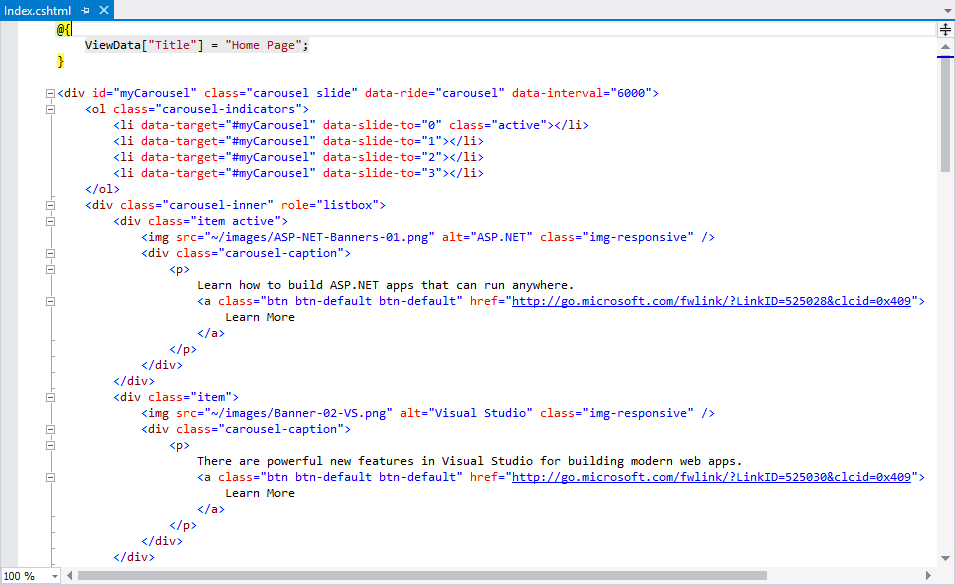 Index.cshtml
@{
    ViewData["Title"] = "Home Page";
}
<div id="myCarousel" class="carousel slide" data-ride="carousel" data-interval="6000">
    <ol class="carousel-indicators">
        <li data-target="#myCarousel" data-slide-to="0" class="active"></li>
        <li data-target="#myCarousel" data-slide-to="1"></li>
        <li data-target="#myCarousel" data-slide-to="2"></li>
        <li data-target="#myCarousel" data-slide-to="3"></li>
    </ol>
    <div class="carousel-inner" role="listbox">
        <div class="item active">
            <img src="~/images/ASP-NET-Banners-01.png" alt="ASP.NET" class="img-responsive" />
            <div class="carousel-caption">
                <p>
                    Learn how to build ASP.NET apps that can run anywhere.
                    <a class="btn btn-default btn-default" href="http://go.microsoft.com/fwlink/?LinkID=525028&clcid=0x409">
                        Learn More
                    </a>
                </p>
            </div>
        </div>
        <div class="item">
            <img src="~/images/Banner-02-VS.png" alt="Visual Studio" class="img-responsive" />
            <div class="carousel-caption">
                <p>
                    There are powerful new features in Visual Studio for building modern web apps.
                    <a class="btn btn-default btn-default" href="http://go.microsoft.com/fwlink/?LinkID=525030&clcid=0x409">
                        Learn More
                    </a>
                </p>
            </div>
        </div>
100 %